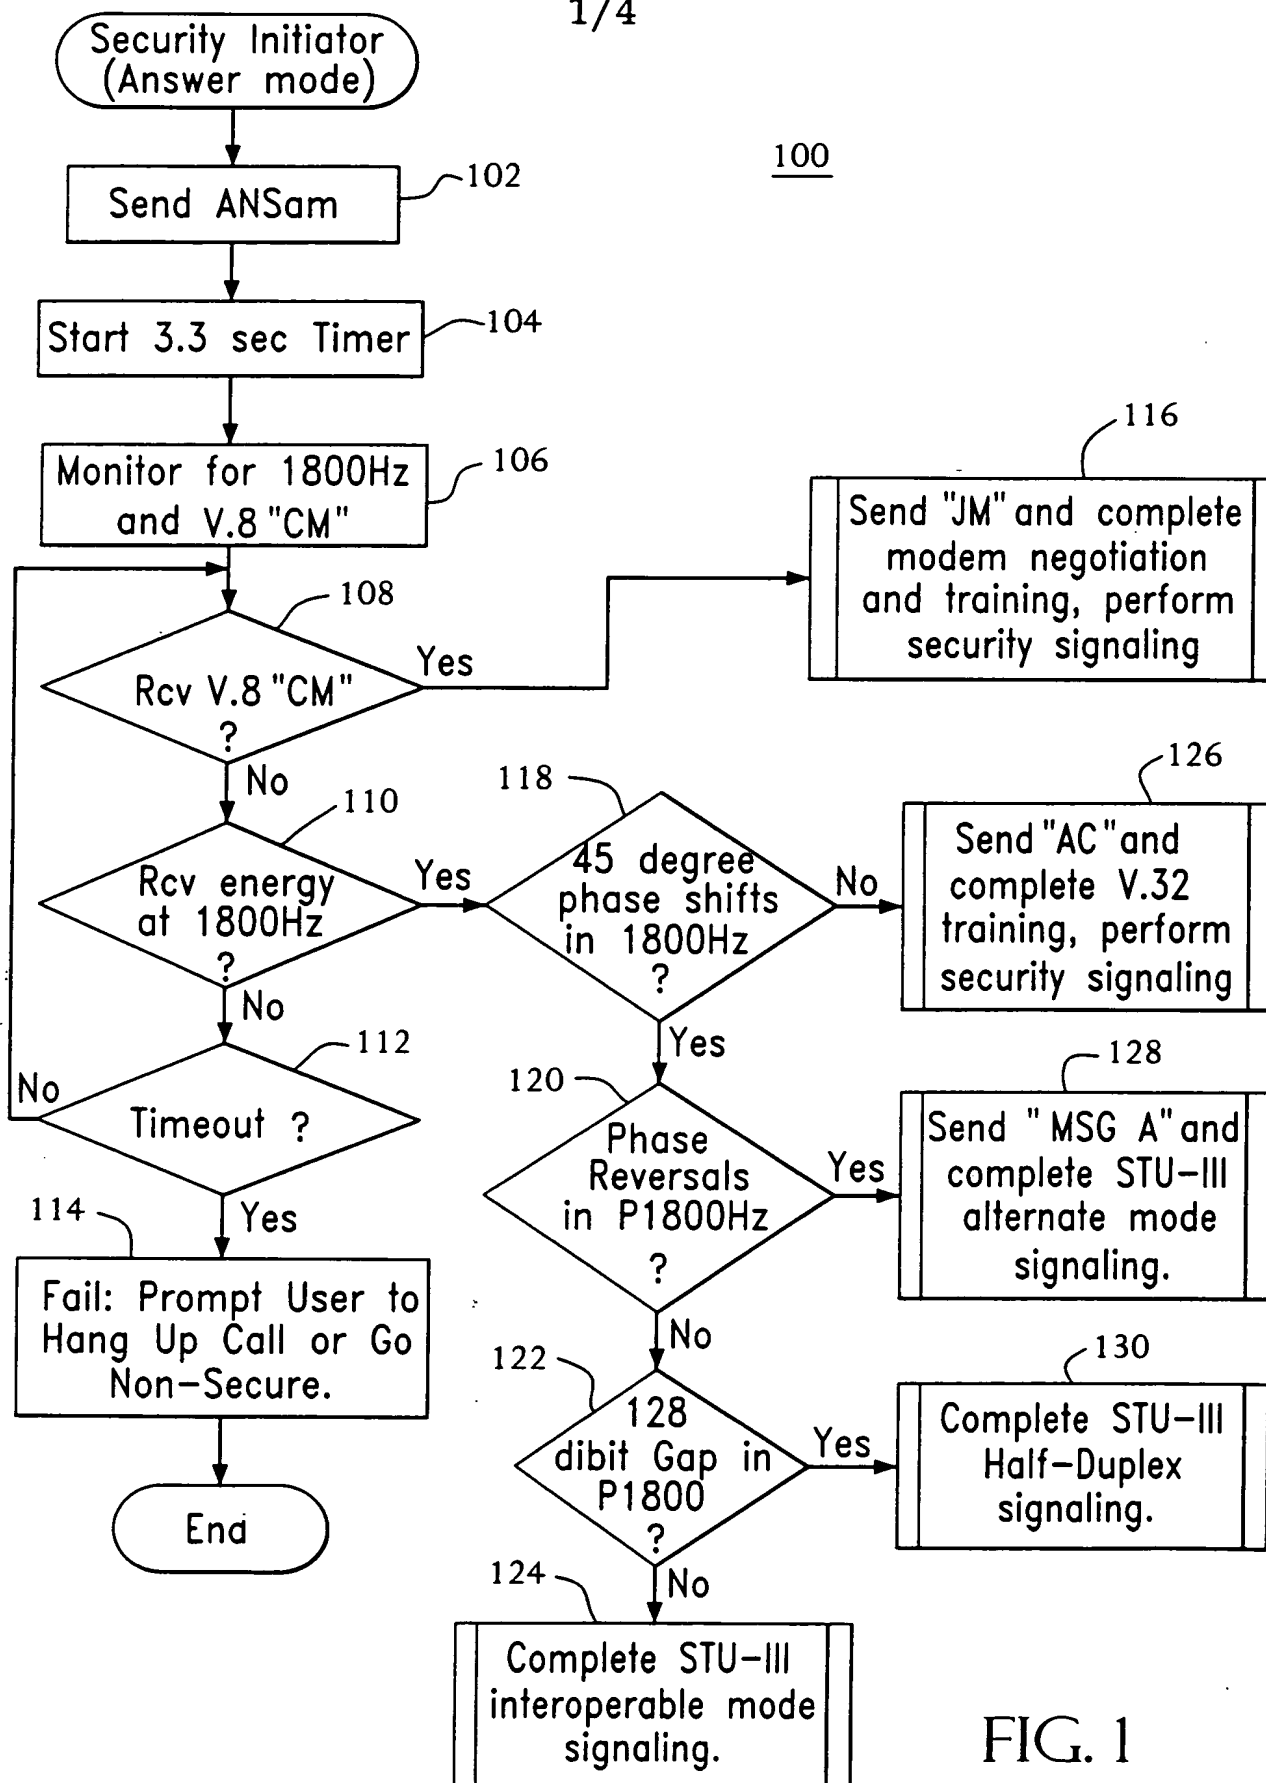 1/4
Security Initiator
(Answer mode)
100
102
Send ANSam
104
Start 3.3 sec Timer
106
Monitor for 1800Hz
and V.8 "CM"
116
Send "JM" and complete
modem negotiation
and training, perform
security signaling
108
Rcv V.8 "CM"
?
Yes
No
110
Rcv energy
at 1800Hz
?
Yes
No
118
45 degree
phase shifts
in 1800Hz
?
No
Yes
126
Send "AC" and
complete V.32
training, perform
security signaling
112
Timeout ?
No
Yes
120
Phase
Reversals
in P1800Hz
?
Yes
No
128
Send "MSG A" and
complete STU-III
alternate mode
signaling.
114
Fail: Prompt User to
Hang Up Call or Go
Non-Secure.
End
122
128
dibit Gap in
P1800
?
Yes
No
130
Complete STU-III
Half-Duplex
signaling.
124
Complete STU-III
interoperable mode
signaling.
FIG. 1